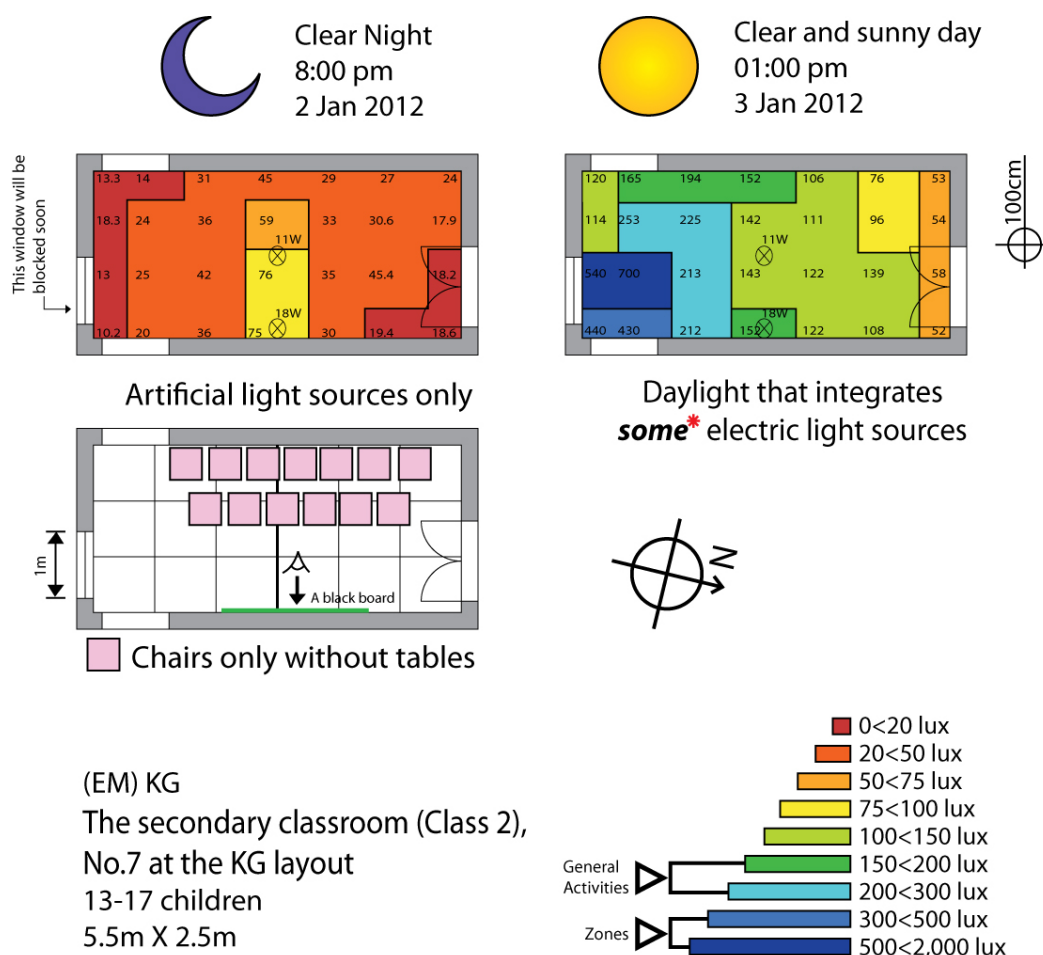 Clear Night
8:00 pm
2 Jan 2012
Clear and sunny day
01:00 pm
3 Jan 2012
This window will be
blocked soon
13.3 14 31 45 29 27 24
18.3 24 36 59 33 30.6 17.9
11W
13 25 42 76 35 45.4 18.2
18W
10.2 20 36 75 30 19.4 18.6
120 165 194 152 106 76 53
114 253 225 142 111 96 54
11W
540 700 213 143 122 139 58
18W
440 430 212 152 122 108 52
100cm
Artificial light sources only
Daylight that integrates
some* electric light sources
1m
A black board
N
Chairs only without tables
(EM) KG
The secondary classroom (Class 2),
No.7 at the KG layout
13-17 children
5.5m X 2.5m
0<20 lux
20<50 lux
50<75 lux
75<100 lux
100<150 lux
General
Activities
150<200 lux
200<300 lux
Zones
300<500 lux
500<2,000 lux